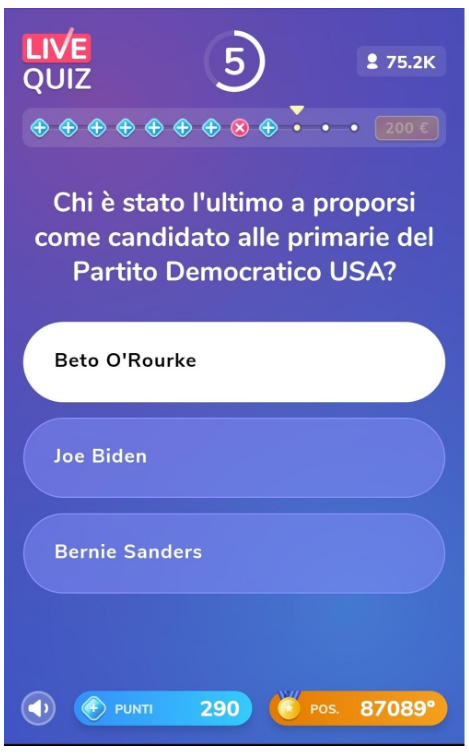 LIVE
QUIZ
5
75.2K
200 €
Chi è stato l'ultimo a proporsi
come candidato alle primarie del
Partito Democratico USA?
Beto O'Rourke
Joe Biden
Bernie Sanders
PUNTI 290
POS. 87089°